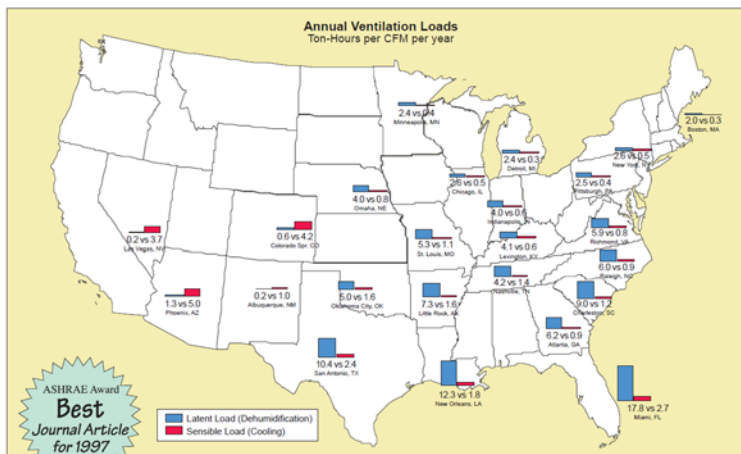 Annual Ventilation Loads
Ton-Hours per CFM per year
2.4 vs 0.4
Minneapolis, MN
2.0 vs 0.3
Boston, MA
2.4 vs 0.3
Detroit, MI
2.6 vs 0.5
New York, NY
2.6 vs 0.5
Chicago, IL
2.5 vs 0.4
Pittsburgh, PA
4.0 vs 0.8
Omaha, NE
4.0 vs
Indianapolis, IN
0.2 vs 3.7
Las Vegas, NV
0.6 vs 4.2
Colorado Spr. CO
5.3 vs 1.1
St. Louis, MO
4.1 vs 0.6
Lexington, KY
5.9 vs 0.8
Richmond, VA
6.0 vs 0.9
Raleigh, NC
1.3 vs 5.0
Phoenix, AZ
0.2 vs 1.0
Albuquerque, NM
5.0 vs 1.6
Oklahoma City, OK
7.3 vs 1.6
Little Rock, AK
4.2 vs 1.4
Nashville, TN
9.0 vs 1.2
Charleston, SC
6.2 vs 0.9
Atlanta, GA
10.4 vs 2.4
San Antonio, TX
12.3 vs 1.8
New Orleans, LA
17.8 vs 2.7
Miami, FL
ASHRAE Award
Best
Journal Article
for 1997
Latent Load (Dehumidification)
Sensible Load (Cooling)